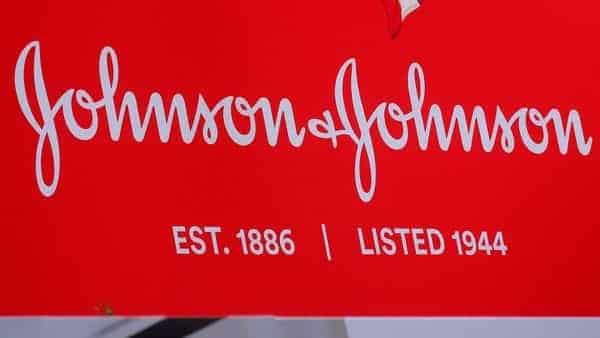 Johnson & Johnson
EST. 1886 | LISTED 1944